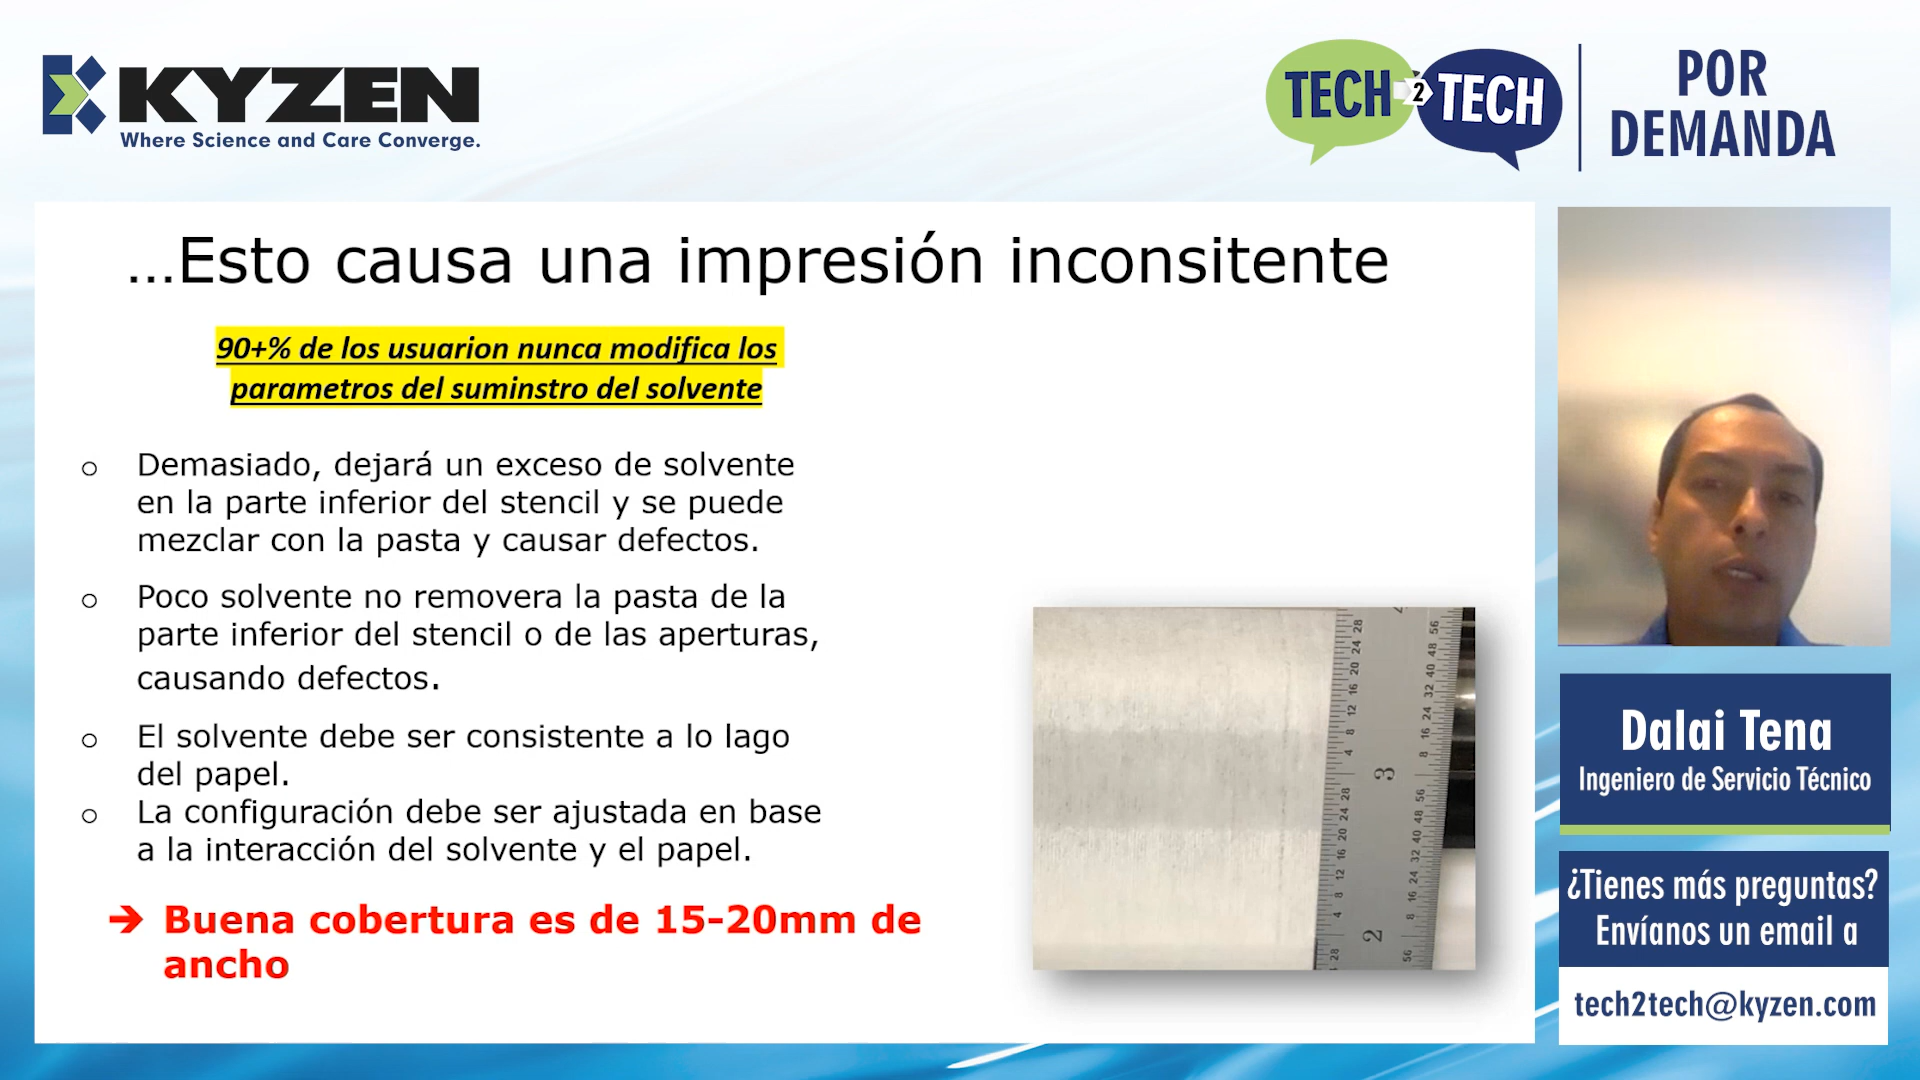 KYZEN
Where Science and Care Converge.
TECH 2 TECH
POR
DEMANDA
...Esto causa una impresión inconsitente
90+% de los usuarion nunca modifica los
parametros del suminstro del solvente
o Demasiado, dejará un exceso de solvente
en la parte inferior del stencil y se puede
mezclar con la pasta y causar defectos.
o Poco solvente no removera la pasta de la
parte inferior del stencil o de las aperturas,
causando defectos.
o El solvente debe ser consistente a lo lago
del papel.
o La configuración debe ser ajustada en base
a la interacción del solvente y el papel.
➔ Buena cobertura es de 15-20mm de
ancho
3
2
Dalai Tena
Ingeniero de Servicio Técnico
¿Tienes más preguntas?
Envíanos un email a
tech2tech@kyzen.com